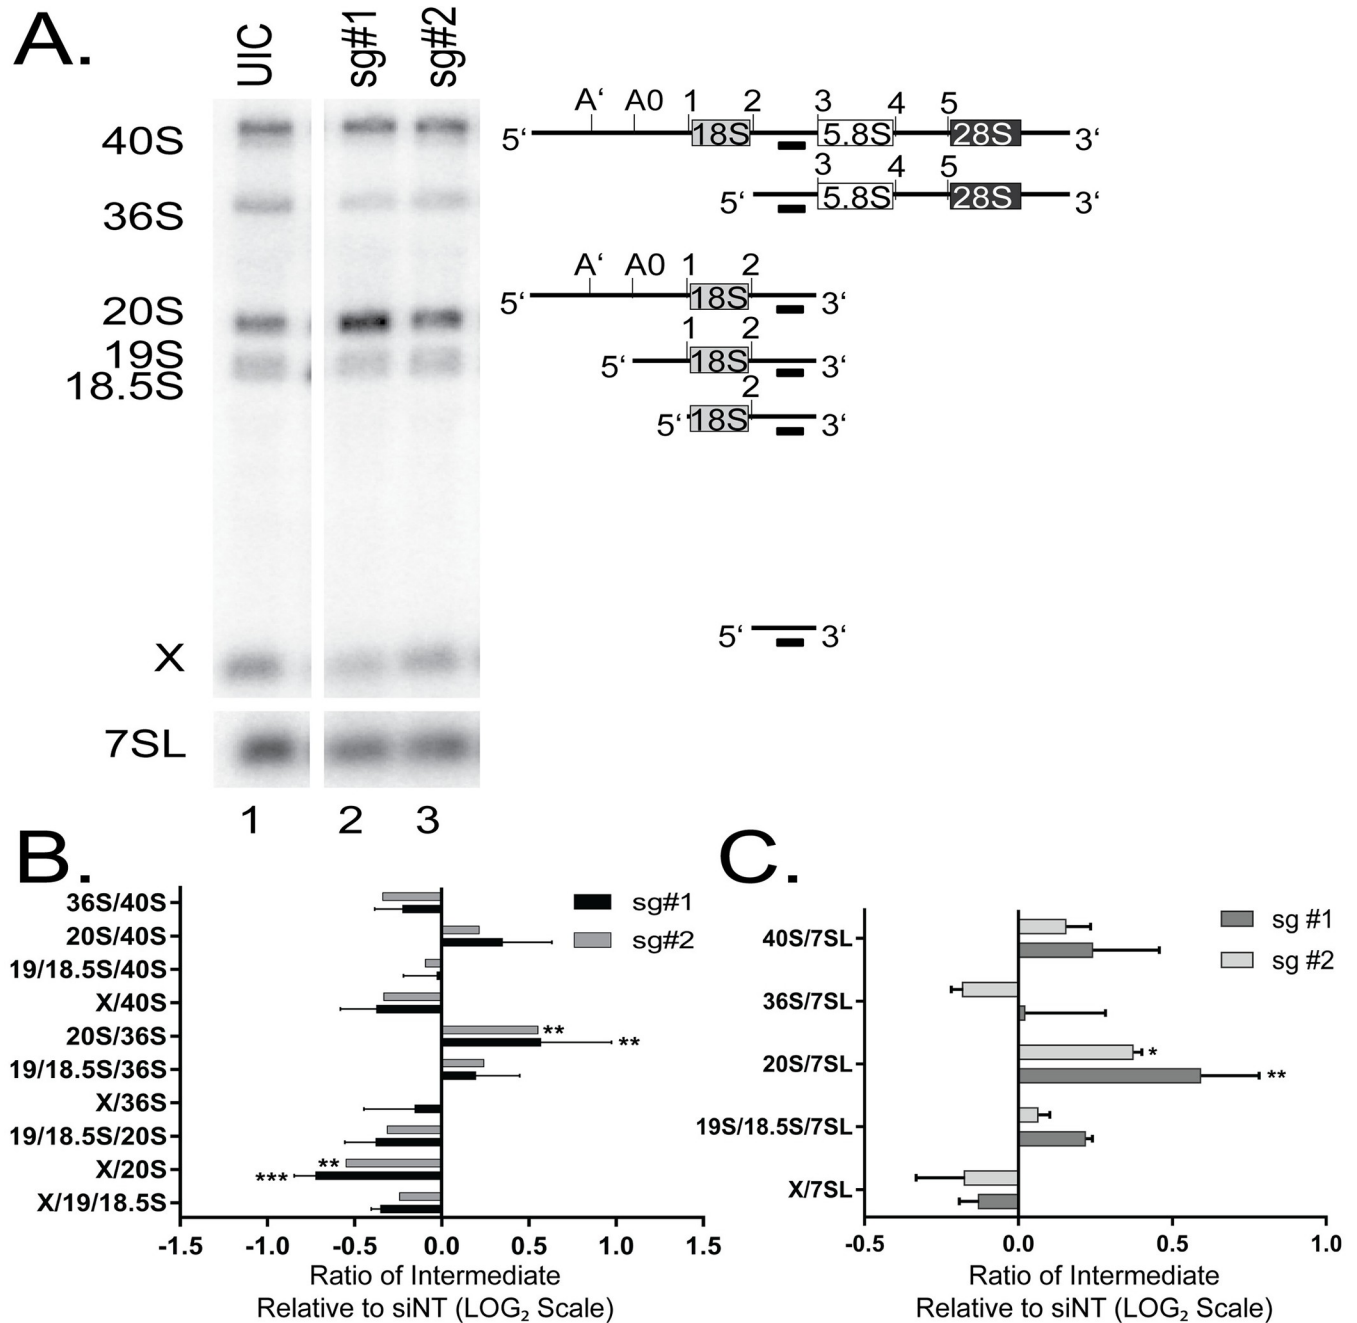 A.
UIC
sg#1
sg#2
40S
36S
20S
19S
18.5S
X
7SL
1 2 3
A‘ A0 1 2 3 4 5
5‘ 18S 5.8S 28S 3‘
3 4 5
5‘ 5.8S 28S 3‘
A‘ A0 1 2
5‘ 18S 3‘
1 2
5‘ 18S 3‘
2
5‘ 18S 3‘
5‘ 3‘
B.
sg#1
sg#2
36S/40S
20S/40S
19/18.5S/40S
X/40S
20S/36S
**
**
19/18.5S/36S
X/36S
19/18.5S/20S
X/20S
**
***
X/19/18.5S
-1.5 -1.0 -0.5 0.0 0.5 1.0 1.5
Ratio of Intermediate
Relative to siNT (LOG₂ Scale)
C.
sg #1
sg #2
40S/7SL
36S/7SL
20S/7SL
*
**
19S/18.5S/7SL
X/7SL
-0.5 0.0 0.5 1.0
Ratio of Intermediate
Relative to siNT (LOG₂ Scale)